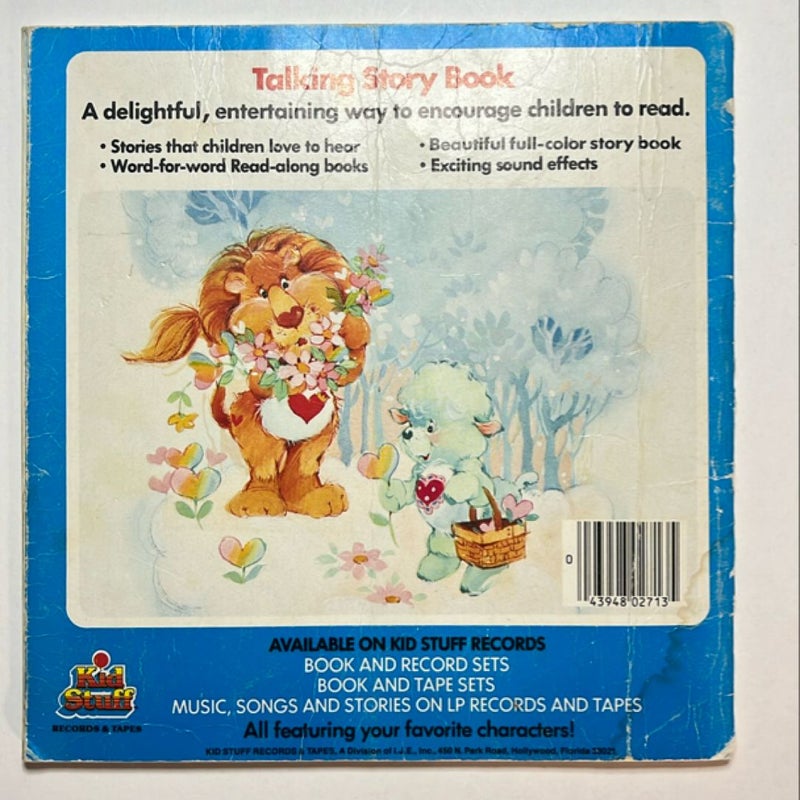 Talking Story Book
A delightful, entertaining way to encourage children to read.
• Stories that children love to hear
• Word-for-word Read-along books
• Beautiful full-color story book
• Exciting sound effects
0
43948 02713
AVAILABLE ON KID STUFF RECORDS
BOOK AND RECORD SETS
BOOK AND TAPE SETS
MUSIC, SONGS AND STORIES ON LP RECORDS AND TAPES
All featuring your favorite characters!
Kid
Stuff
RECORDS & TAPES
KID STUFF RECORDS & TAPES, A Division of I.J.E., Inc., 450 N. Park Road, Hollywood, Florida 33021